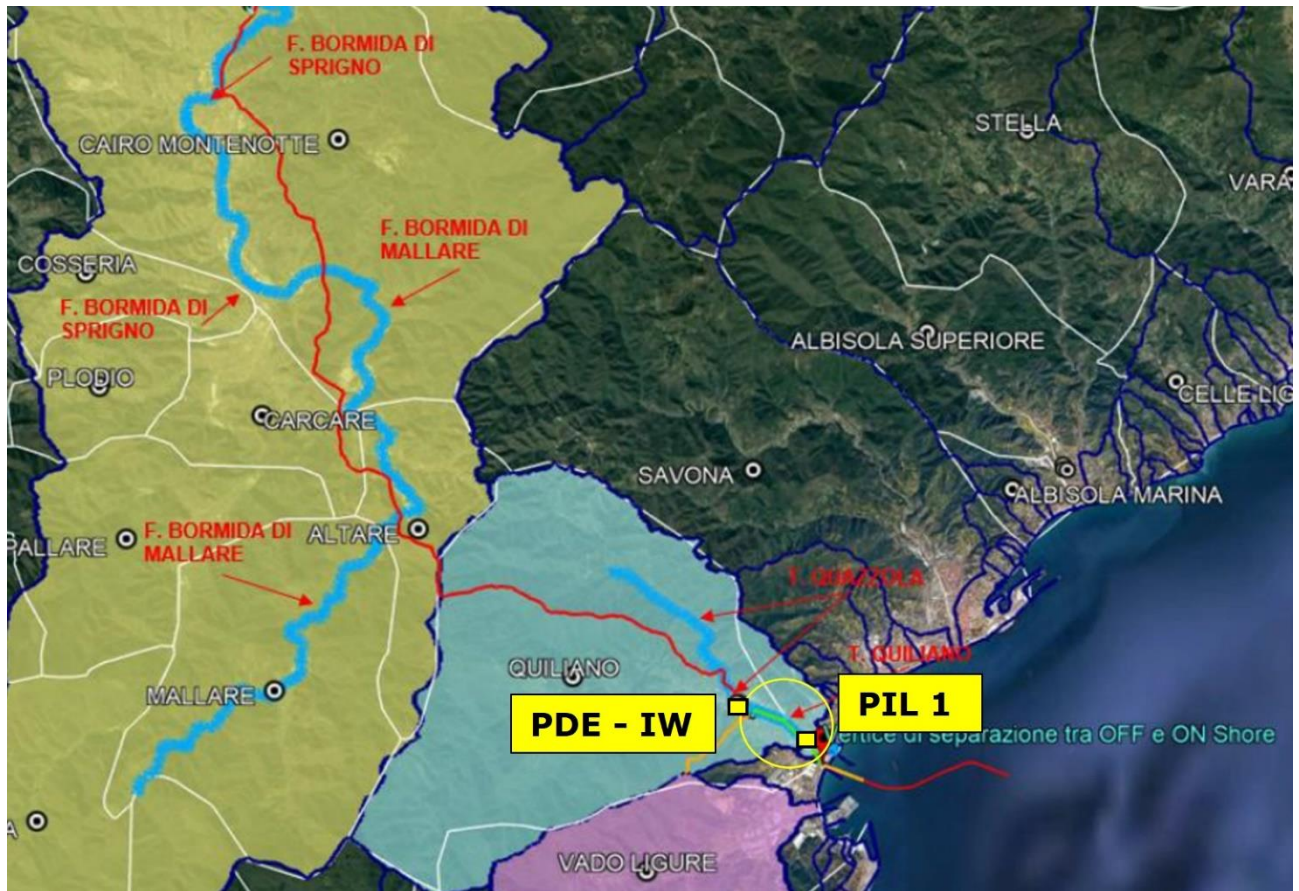 F. BORMIDA DI
SPRIGNO
STELLA
CAIRO MONTENOTTE
VARA
F. BORMIDA DI
MALLARE
COSSERIA
F. BORMIDA DI
SPRIGNO
ALBISOLA SUPERIORE
PLODIO
CELLE LIG
CARCARE
SAVONA
ALBISOLA MARINA
F. BORMIDA DI
MALLARE
ALTARE
PALLARE
T. QUAZZOLA
T. QUILIANO
QUILIANO
MALLARE
PDE - IW
PIL 1
Vertice di separazione tra OFF e ON Shore
A
VADO LIGURE